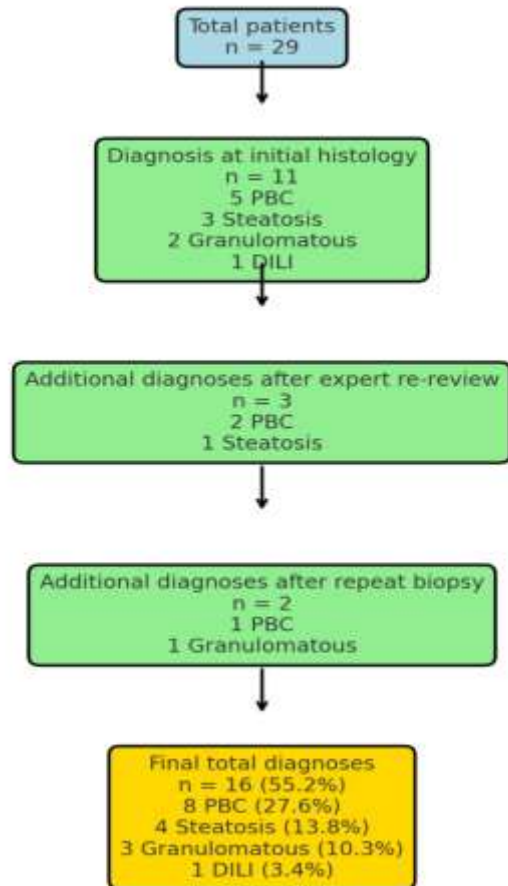 Total patients
n = 29
Diagnosis at initial histology
n = 11
5 PBC
3 Steatosis
2 Granulomatous
1 DILI
Additional diagnoses after expert re-review
n = 3
2 PBC
1 Steatosis
Additional diagnoses after repeat biopsy
n = 2
1 PBC
1 Granulomatous
Final total diagnoses
n = 16 (55.2%)
8 PBC (27.6%)
4 Steatosis (13.8%)
3 Granulomatous (10.3%)
1 DILI (3.4%)